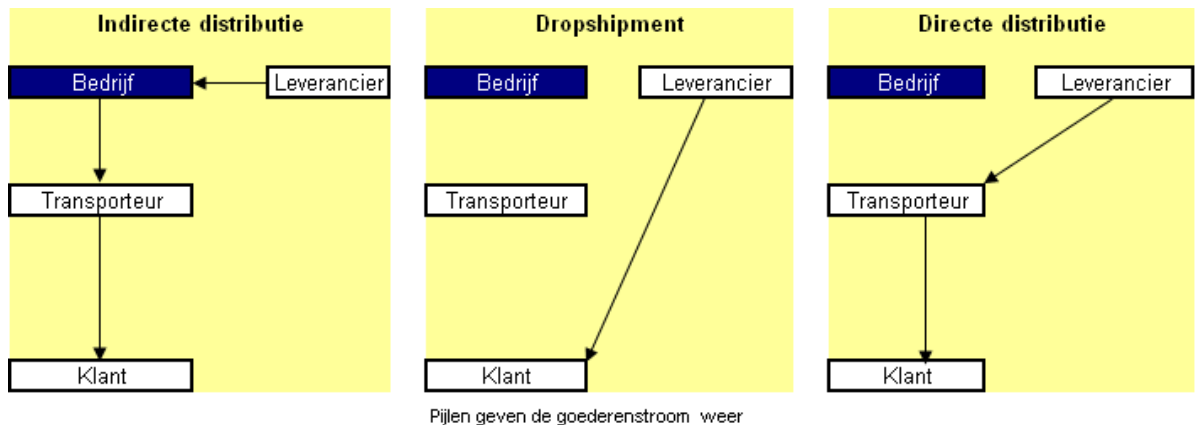 Indirecte distributie
Bedrijf
Leverancier
Transporteur
Klant
Dropshipment
Bedrijf
Leverancier
Transporteur
Klant
Directe distributie
Bedrijf
Leverancier
Transporteur
Klant
Pijlen geven de goederenstroom weer